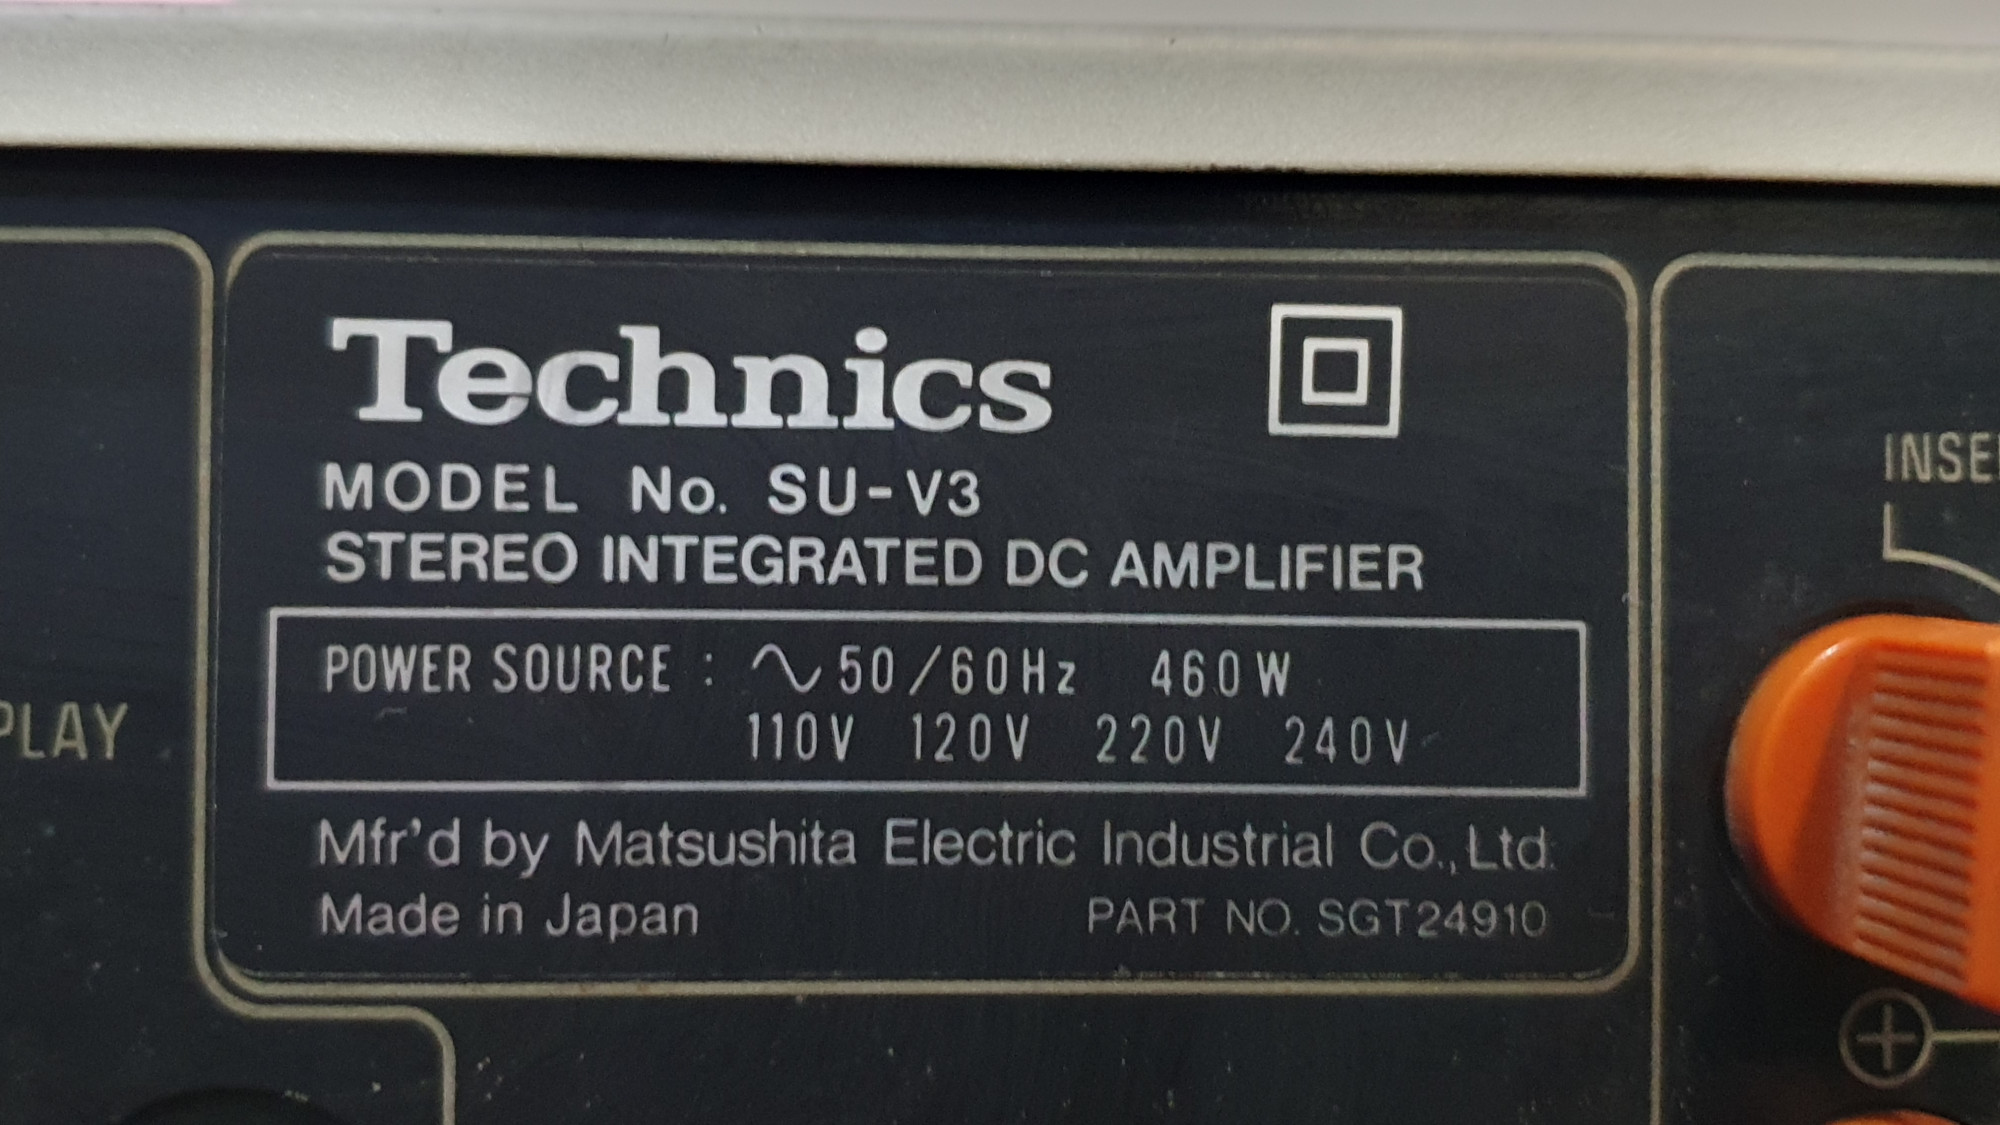 Technics
MODEL No. SU-V3
STEREO INTEGRATED DC AMPLIFIER
POWER SOURCE : ∿ 50/60Hz 460W
110V 120V 220V 240V
Mfr'd by Matsushita Electric Industrial Co., Ltd.
Made in Japan PART NO. SGT24910
PLAY
INSE